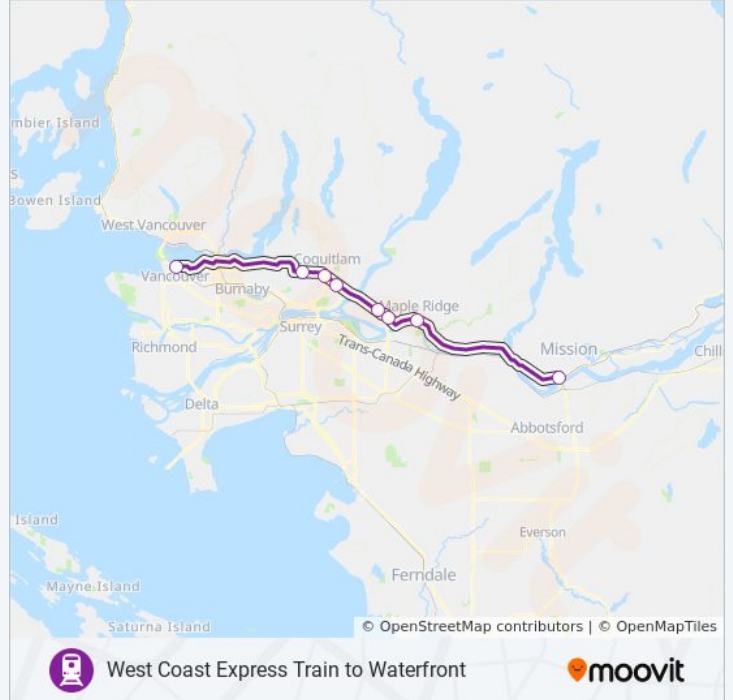 mbier Island
s
Bowen Island
West Vancouver
Vancouver
Coquitlam
Burnaby
Maple Ridge
Surrey
Richmond
Trans-Canada Highway
Mission
Chill
Delta
Abbotsford
Island
Everson
Ferndale
Mayne Island
Saturna Island
© OpenStreetMap contributors | © OpenMapTiles
West Coast Express Train to Waterfront
moovit